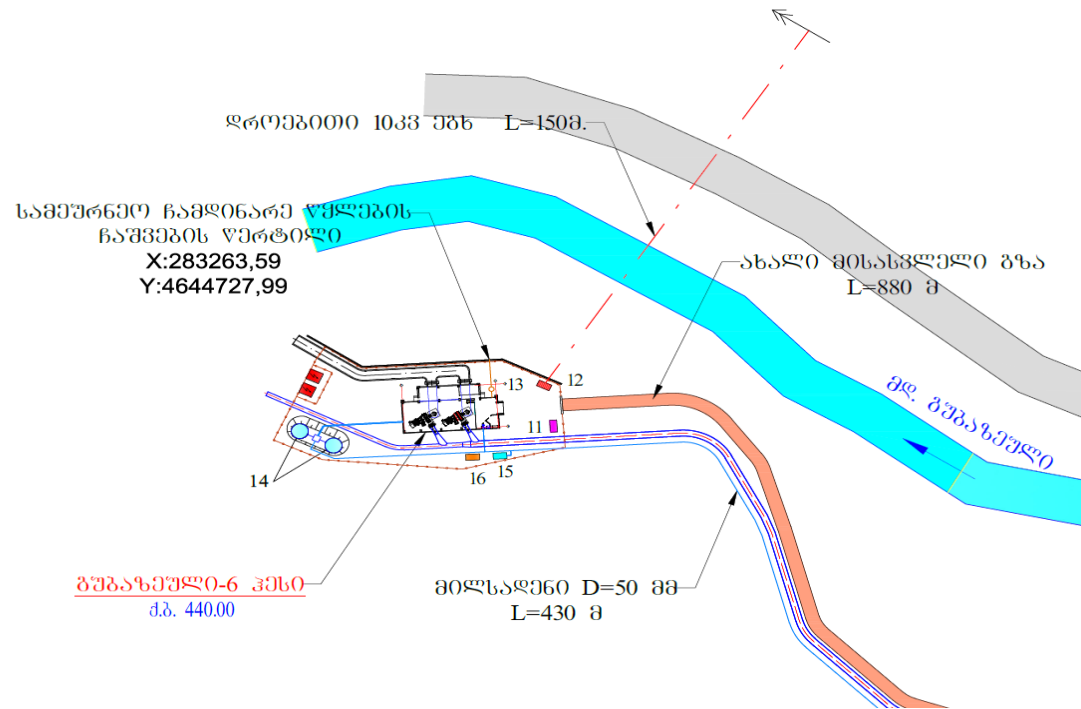 დროებითი 10კვ ეგხ L=150მ.
სამეურნეო ჩამდინარე წყლების
ჩაშვების წერტილი
X:283263,59
Y:4644727,99
ახალი მისასვლელი გზა
L=880 მ
მდ. გუბაზეული
13
12
11
14
16
15
გუბაზეული-6 ჰესი
ქ.ბ. 440.00
მილსადენი D=50 მმ
L=430 მ